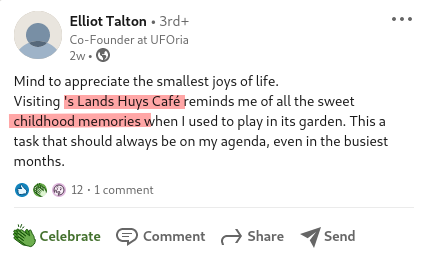 Elliot Talton • 3rd+
Co-Founder at UFOria
2w •
Mind to appreciate the smallest joys of life.
Visiting 's Lands Huys Café reminds me of all the sweet
childhood memories when I used to play in its garden. This a
task that should always be on my agenda, even in the busiest
months.
12 · 1 comment
Celebrate Comment Share Send